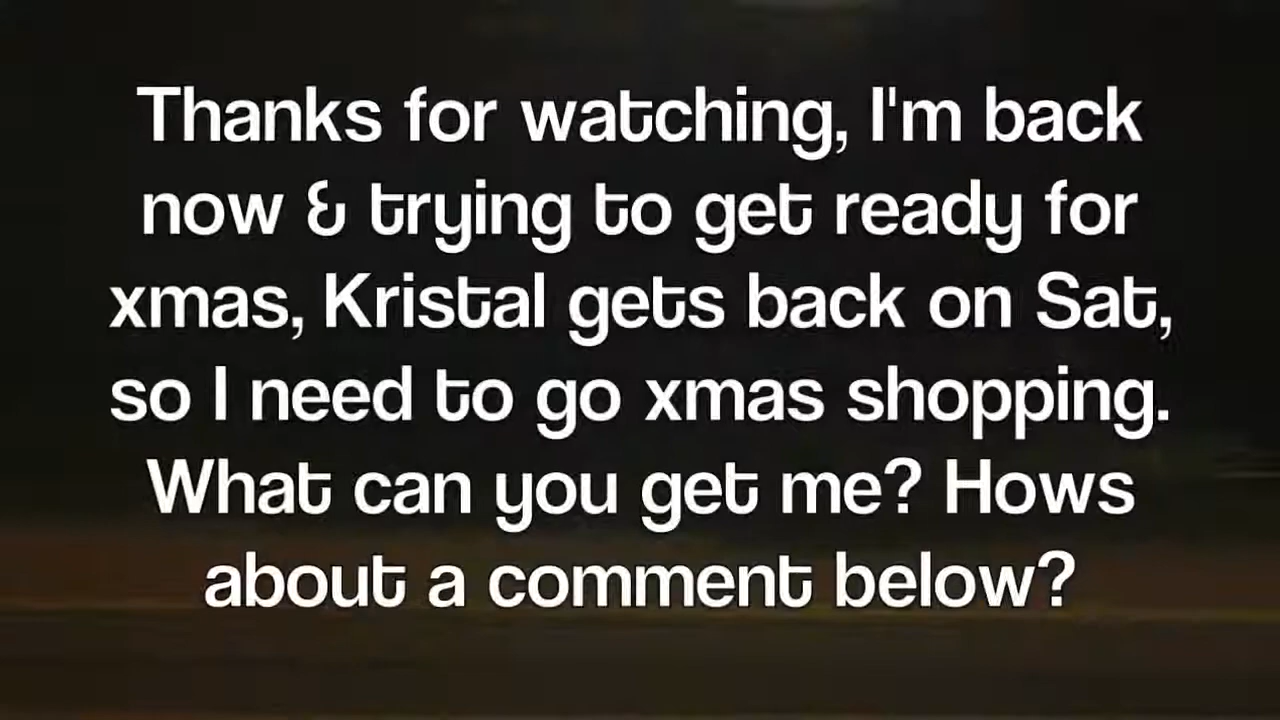 Thanks for watching, I'm back
now & trying to get ready for
xmas, Kristal gets back on Sat,
so I need to go xmas shopping.
What can you get me? Hows
about a comment below?